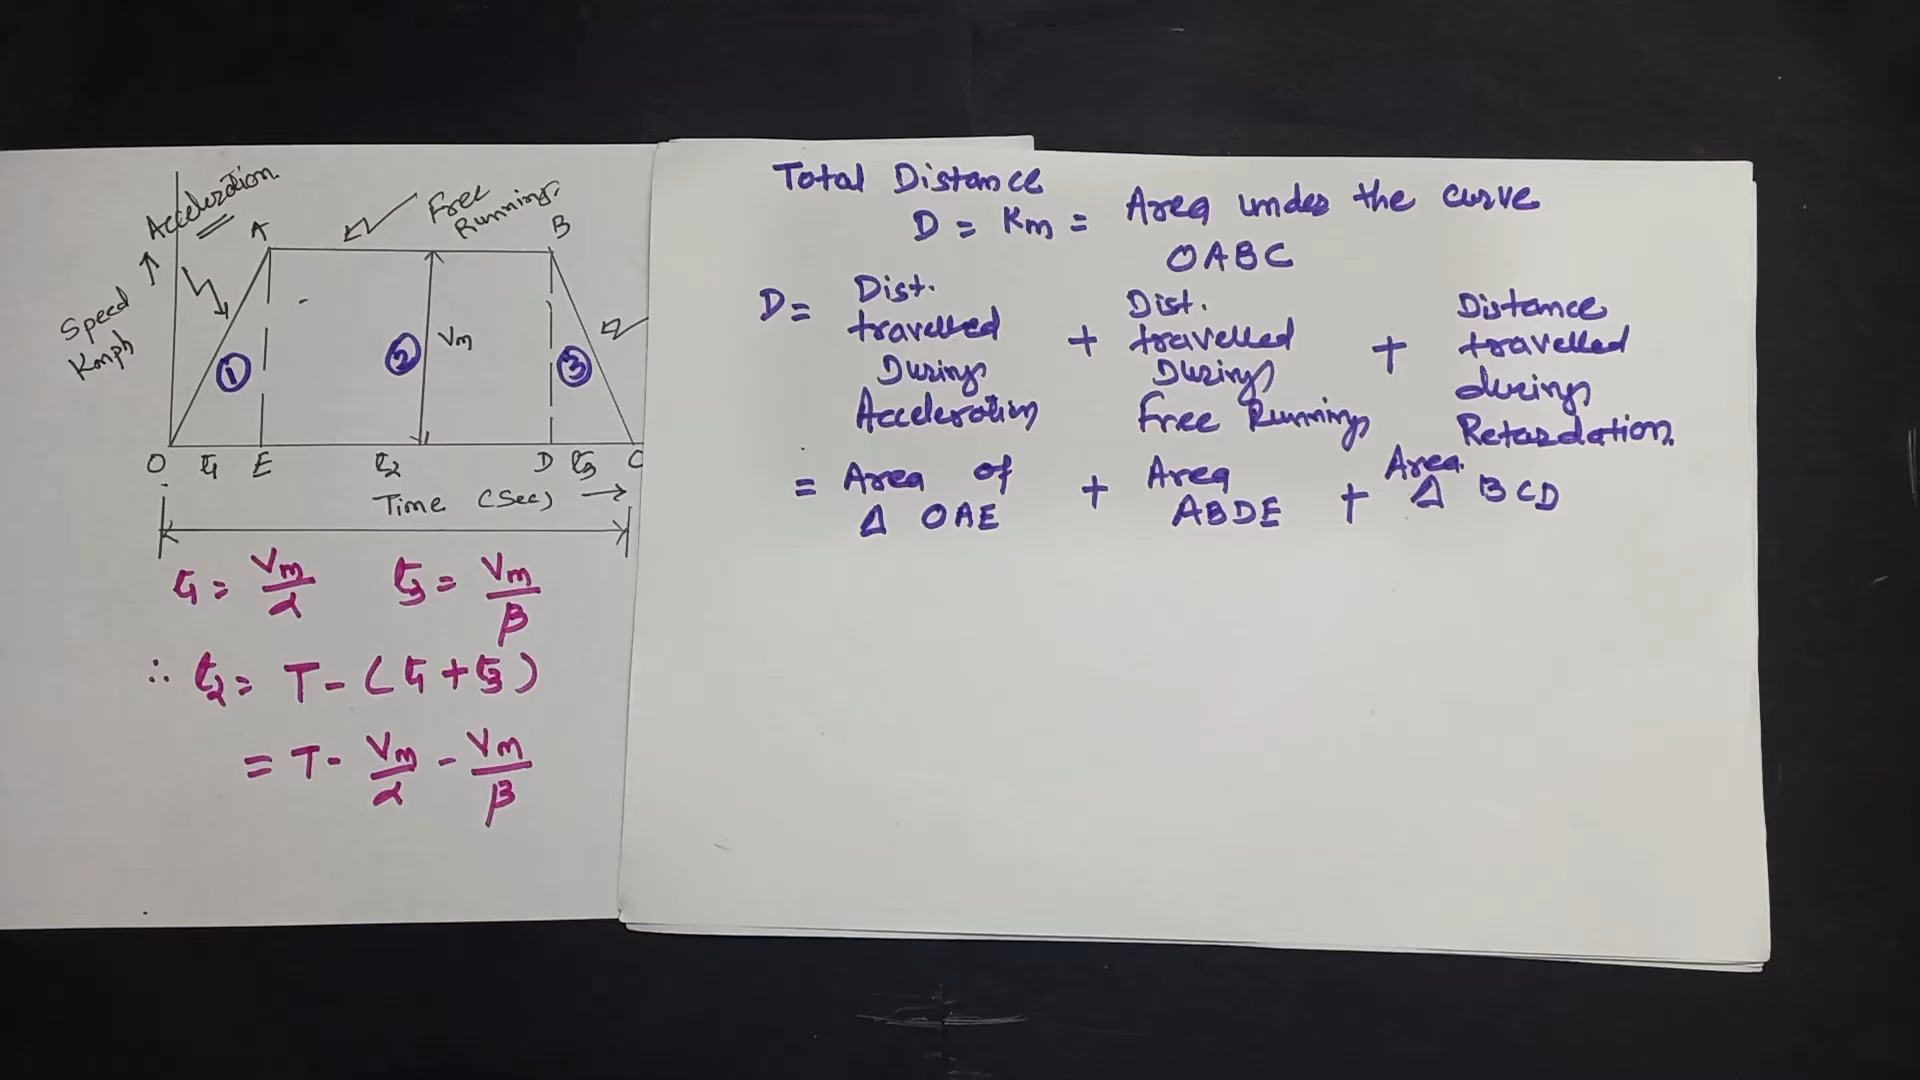 Acceleration
Free
Running
A
B
Speed
Kmph
1
2
Vm
3
O t1 E t2 D t3 C
Time (Sec)
t1 = Vm/α t3 = Vm/β
∴ t2 = T - (t1 + t3)
= T - Vm/α - Vm/β
Total Distance
D = Km = Area under the curve
OABC
D = Dist. travelled During Acceleration + Dist. travelled During Free Running + Distance travelled during Retardation
= Area of Δ OAE + Area ABDE + Area Δ BCD